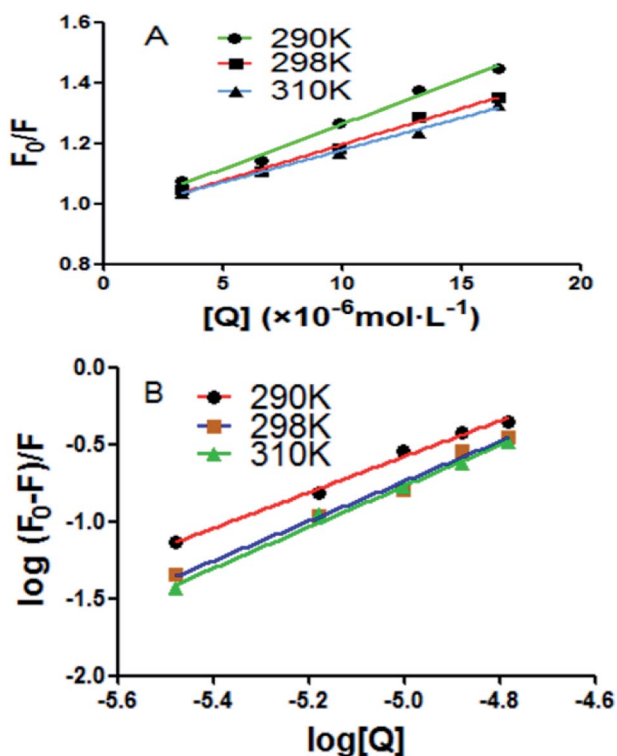 A
290K
298K
310K
F₀/F
1.6
1.4
1.2
1.0
0.8
0
5
10
15
20
[Q] (×10⁻⁶mol·L⁻¹)
B
290K
298K
310K
log (F₀-F)/F
0.0
-0.5
-1.0
-1.5
-2.0
-5.6
-5.4
-5.2
-5.0
-4.8
-4.6
log[Q]